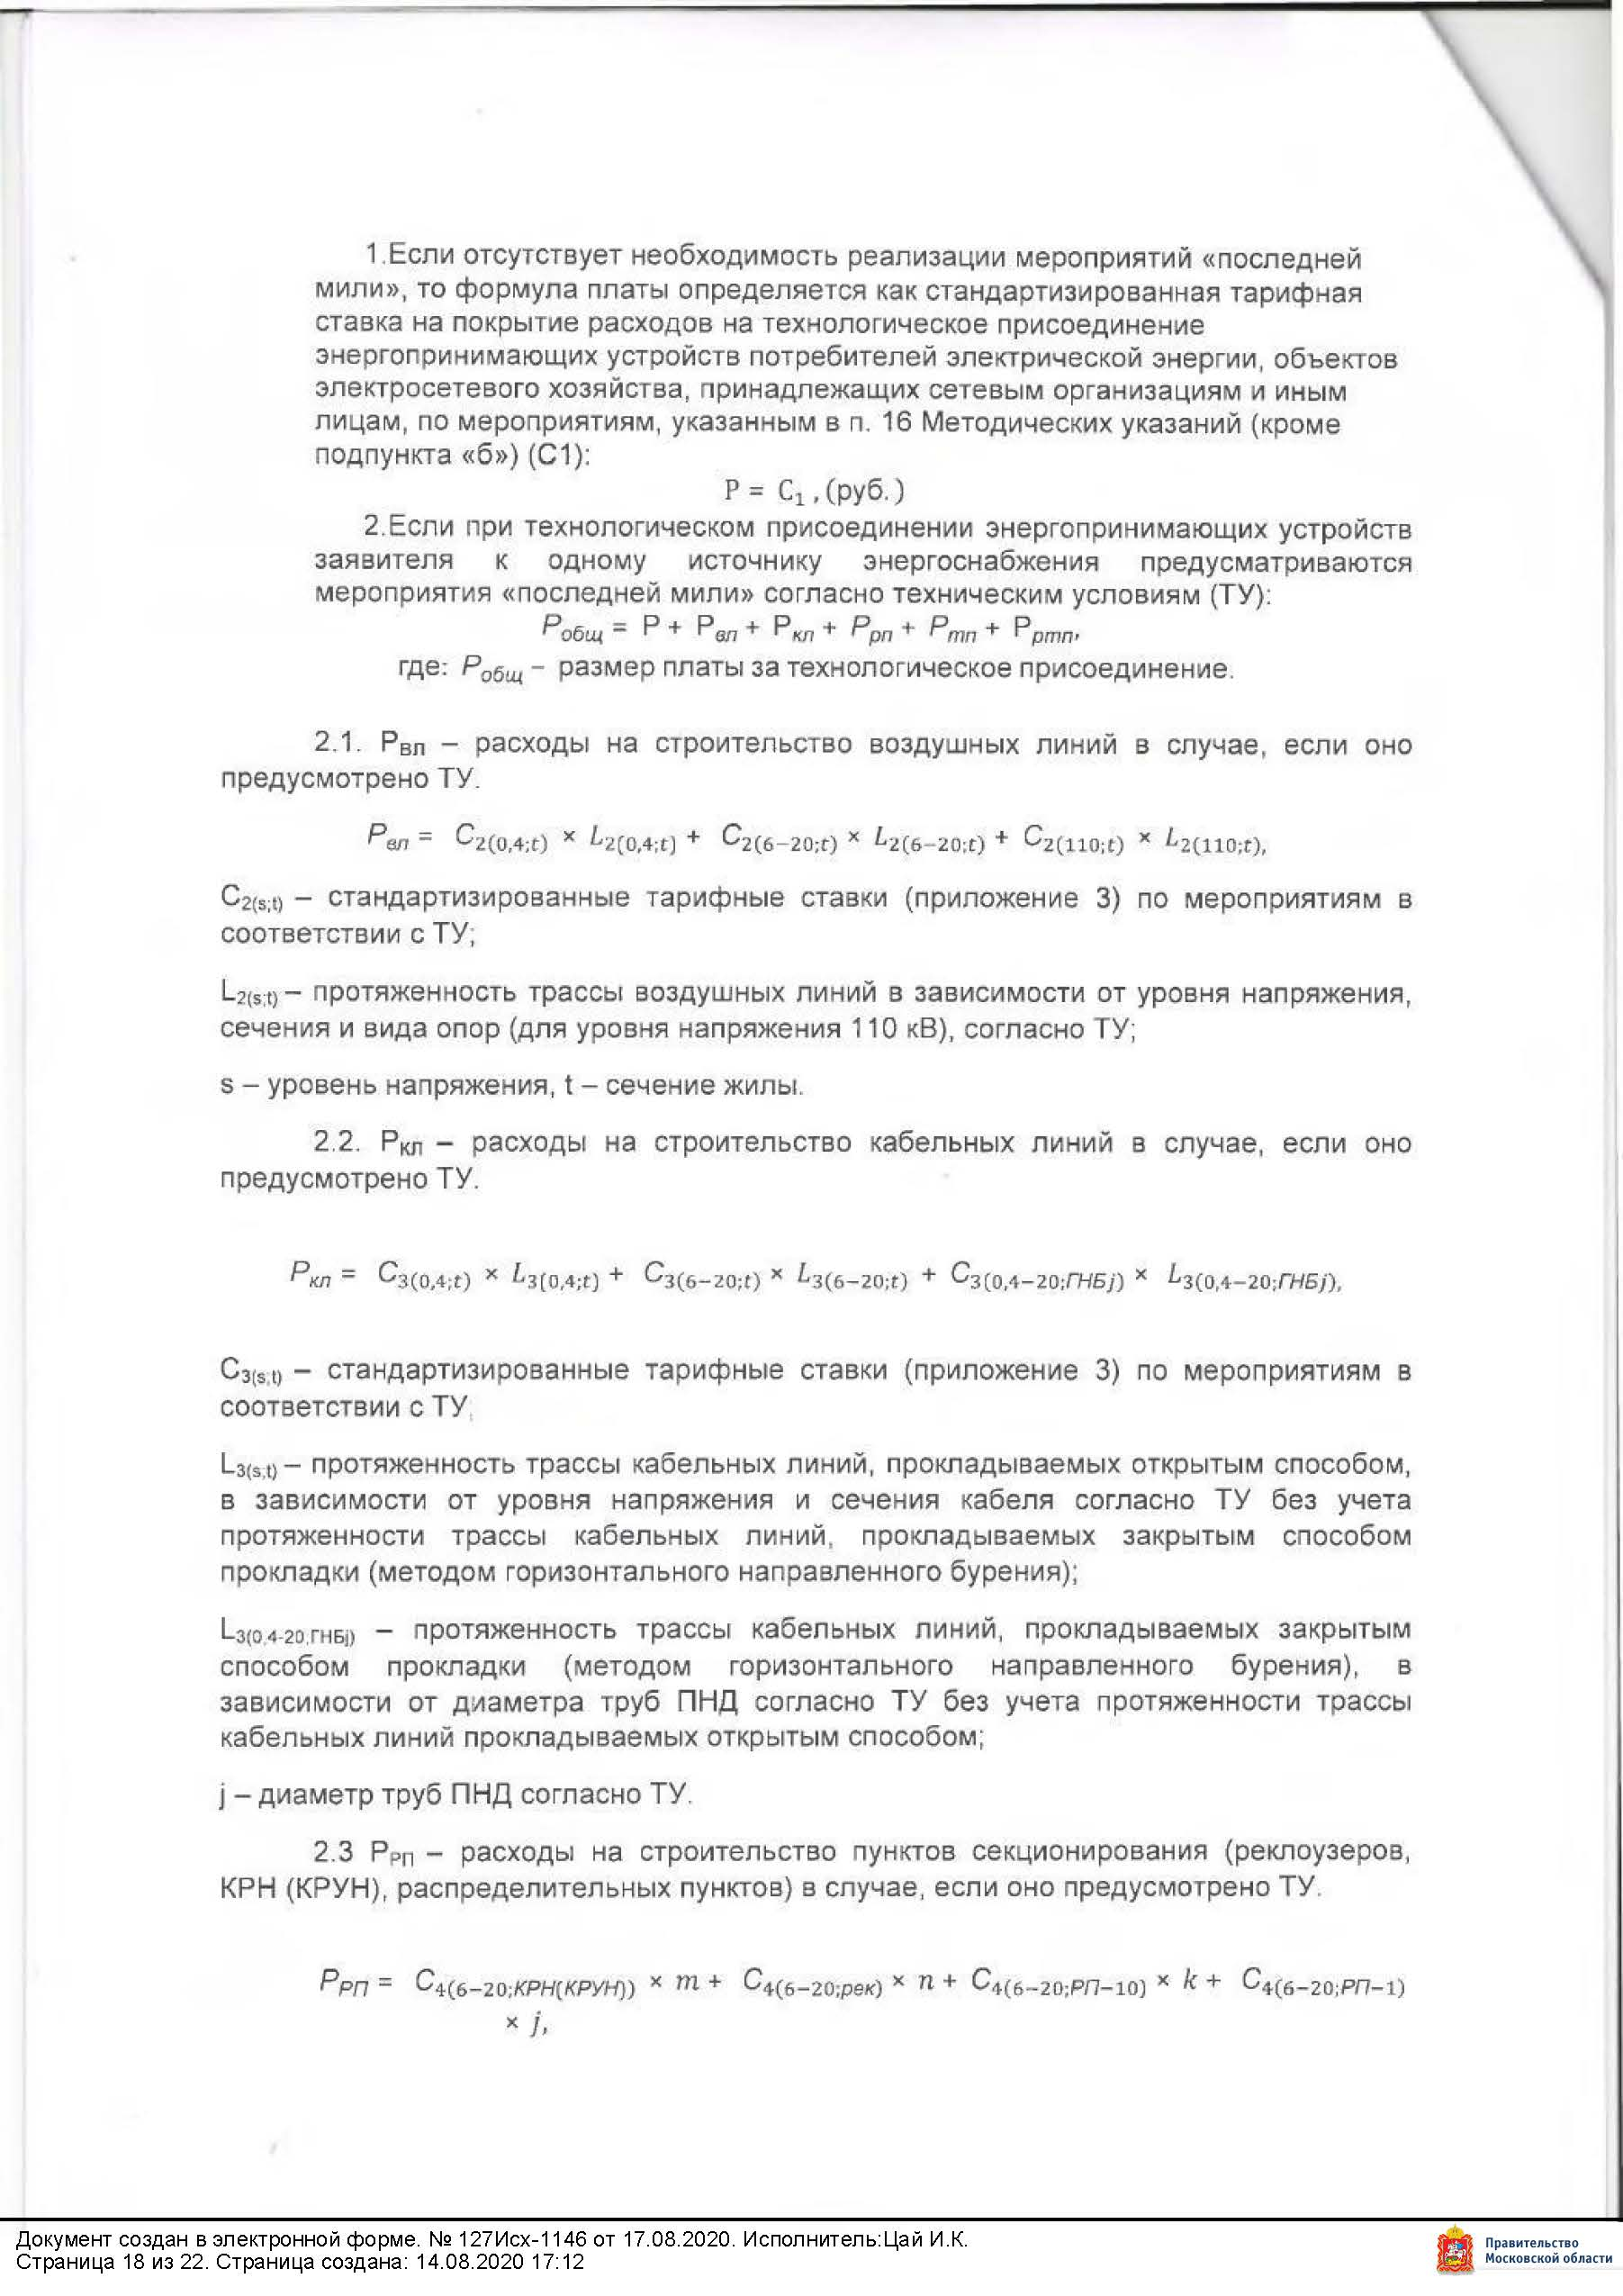 1.Если отсутствует необходимость реализации мероприятий «последней
мили», то формула платы определяется как стандартизированная тарифная
ставка на покрытие расходов на технологическое присоединение
энергопринимающих устройств потребителей электрической энергии, объектов
электросетевого хозяйства, принадлежащих сетевым организациям и иным
лицам, по мероприятиям, указанным в п. 16 Методических указаний (кроме
подпункта «б») (С1):
P = C₁ ,(руб.)
2.Если при технологическом присоединении энергопринимающих устройств
заявителя к одному источнику энергоснабжения предусматриваются
мероприятия «последней мили» согласно техническим условиям (ТУ):
Pобщ = P + Pвл + Pкл + Pрп + Pтп + Pртп,
где: Pобщ – размер платы за технологическое присоединение.
2.1. Рвл – расходы на строительство воздушных линий в случае, если оно
предусмотрено ТУ.
Pвл = C2(0,4;t) × L2(0,4;t) + C2(6−20;t) × L2(6−20;t) + C2(110;t) × L2(110;t),
C2(s;t) – стандартизированные тарифные ставки (приложение 3) по мероприятиям в
соответствии с ТУ;
L2(s;t) – протяженность трассы воздушных линий в зависимости от уровня напряжения,
сечения и вида опор (для уровня напряжения 110 кВ), согласно ТУ;
s – уровень напряжения, t – сечение жилы.
2.2. Ркл – расходы на строительство кабельных линий в случае, если оно
предусмотрено ТУ.
Pкл = C3(0,4;t) × L3(0,4;t) + C3(6−20;t) × L3(6−20;t) + C3(0,4−20;ГНБj) × L3(0,4−20;ГНБj),
C3(s;t) – стандартизированные тарифные ставки (приложение 3) по мероприятиям в
соответствии с ТУ;
L3(s;t) – протяженность трассы кабельных линий, прокладываемых открытым способом,
в зависимости от уровня напряжения и сечения кабеля согласно ТУ без учета
протяженности трассы кабельных линий, прокладываемых закрытым способом
прокладки (методом горизонтального направленного бурения);
L3(0,4-20,ГНБj) – протяженность трассы кабельных линий, прокладываемых закрытым
способом прокладки (методом горизонтального направленного бурения), в
зависимости от диаметра труб ПНД согласно ТУ без учета протяженности трассы
кабельных линий прокладываемых открытым способом;
j – диаметр труб ПНД согласно ТУ.
2.3 РРП – расходы на строительство пунктов секционирования (реклоузеров,
КРН (КРУН), распределительных пунктов) в случае, если оно предусмотрено ТУ.
PРП = C4(6−20;КРН(КРУН)) × m + C4(6−20;рек) × n + C4(6−20;РП−10) × k + C4(6−20;РП−1)
× j,
Документ создан в электронной форме. № 127Исх-1146 от 17.08.2020. Исполнитель:Цай И.К.
Страница 18 из 22. Страница создана: 14.08.2020 17:12
Правительство
Московской области